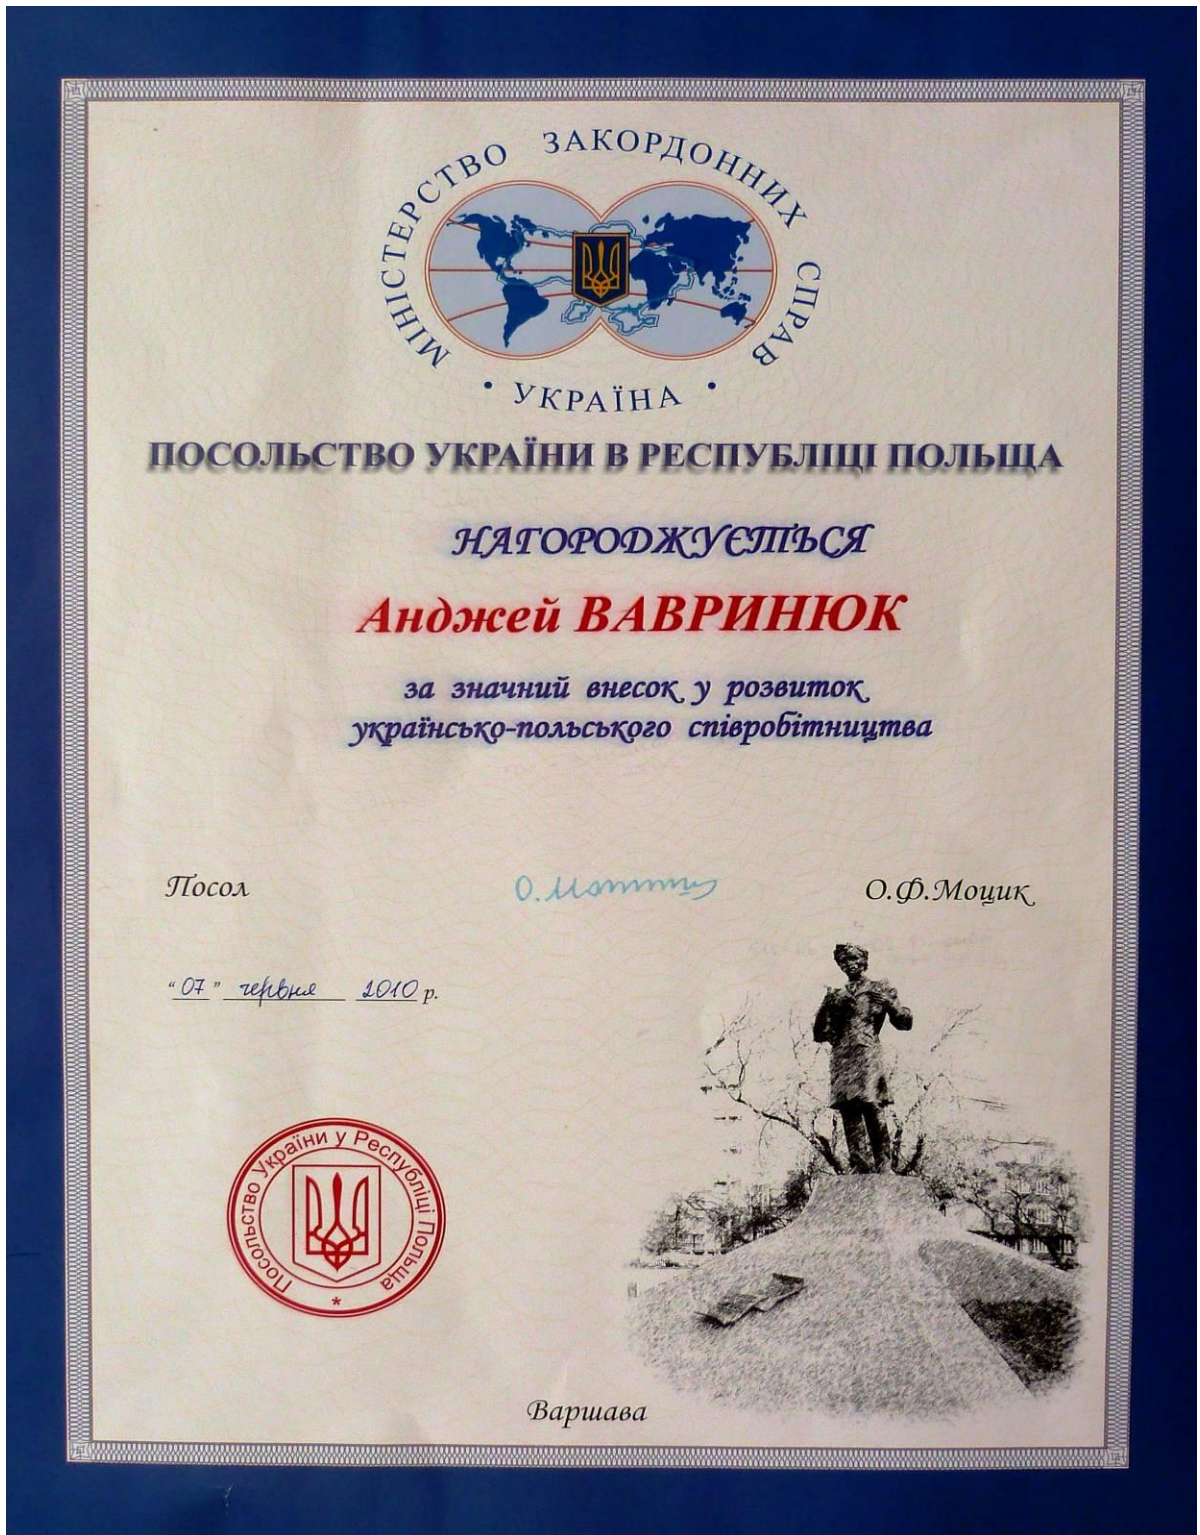 МІНІСТЕРСТВО ЗАКОРДОННИХ СПРАВ
• УКРАЇНА •
ПОСОЛЬСТВО УКРАЇНИ В РЕСПУБЛІЦІ ПОЛЬЩА
НАГОРОДЖУЄТЬСЯ
Анджей ВАВРИНЮК
за значний внесок у розвиток
українсько-польського співробітництва
Посол
О.Ф.Моцик
“07” червня 2010 р.
Посольство України у Республіці Польща
*
Варшава